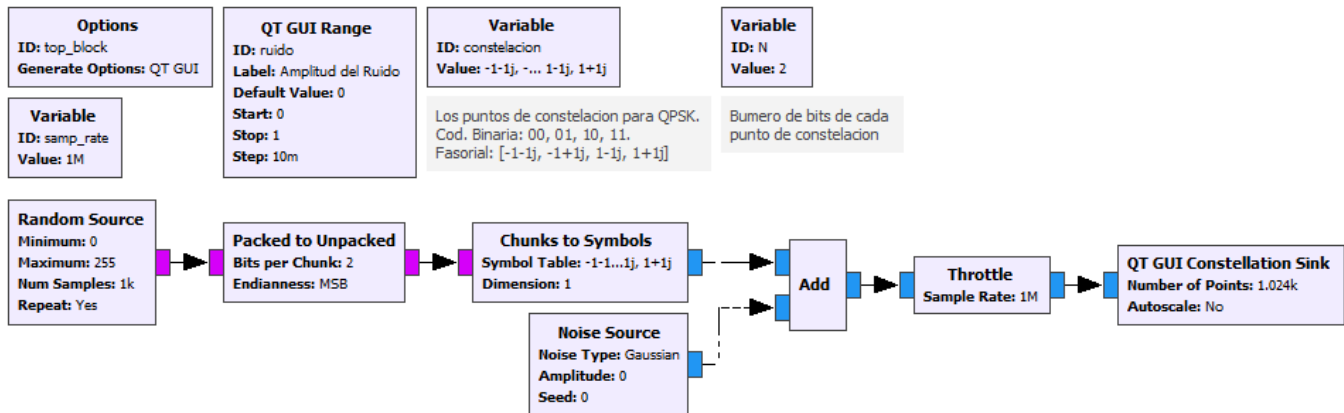 Options
ID: top_block
Generate Options: QT GUI
Variable
ID: samp_rate
Value: 1M
QT GUI Range
ID: ruido
Label: Amplitud del Ruido
Default Value: 0
Start: 0
Stop: 1
Step: 10m
Variable
ID: constelacion
Value: -1-1j, -... 1-1j, 1+1j
Los puntos de constelacion para QPSK.
Cod. Binaria: 00, 01, 10, 11.
Fasorial: [-1-1j, -1+1j, 1-1j, 1+1j]
Variable
ID: N
Value: 2
Bumero de bits de cada
punto de constelacion
Random Source
Minimum: 0
Maximum: 255
Num Samples: 1k
Repeat: Yes
Packed to Unpacked
Bits per Chunk: 2
Endianness: MSB
Chunks to Symbols
Symbol Table: -1-1...1j, 1+1j
Dimension: 1
Noise Source
Noise Type: Gaussian
Amplitude: 0
Seed: 0
Add
Throttle
Sample Rate: 1M
QT GUI Constellation Sink
Number of Points: 1.024k
Autoscale: No